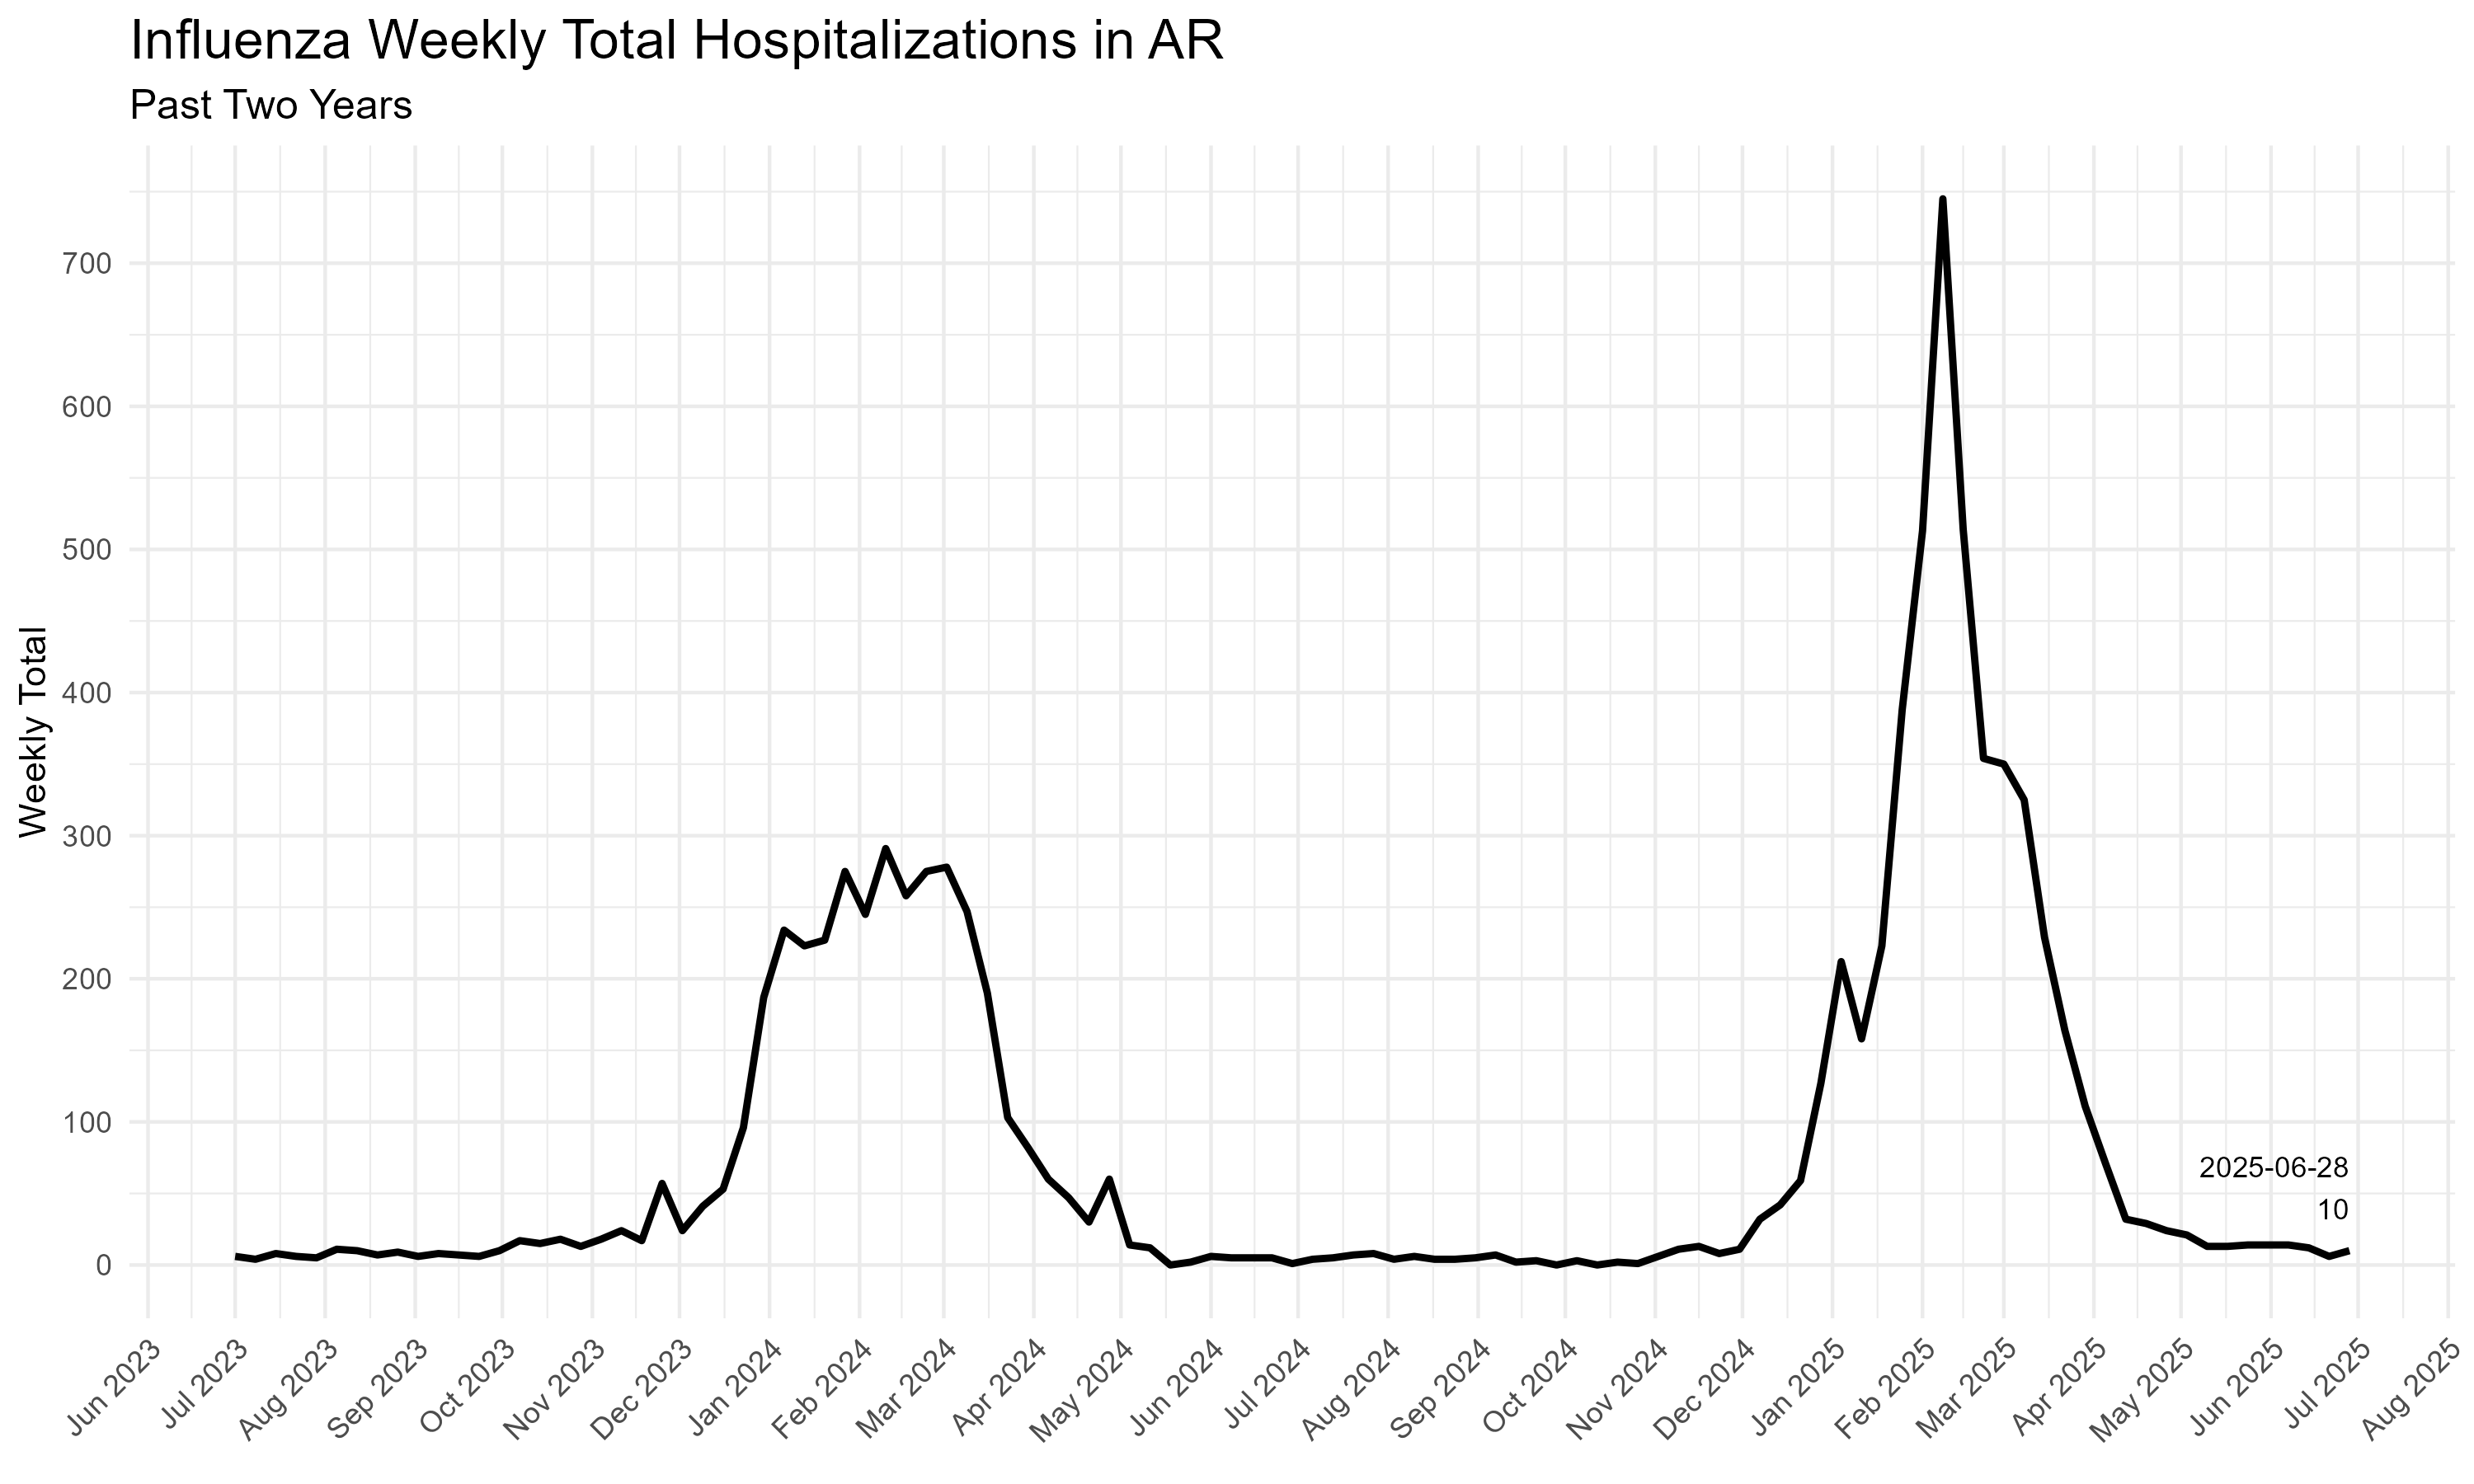 Influenza Weekly Total Hospitalizations in AR
Past Two Years
Weekly Total
700
600
500
400
300
200
100
0
2025-06-28
10
Jun 2023
Jul 2023
Aug 2023
Sep 2023
Oct 2023
Nov 2023
Dec 2023
Jan 2024
Feb 2024
Mar 2024
Apr 2024
May 2024
Jun 2024
Jul 2024
Aug 2024
Sep 2024
Oct 2024
Nov 2024
Dec 2024
Jan 2025
Feb 2025
Mar 2025
Apr 2025
May 2025
Jun 2025
Jul 2025
Aug 2025